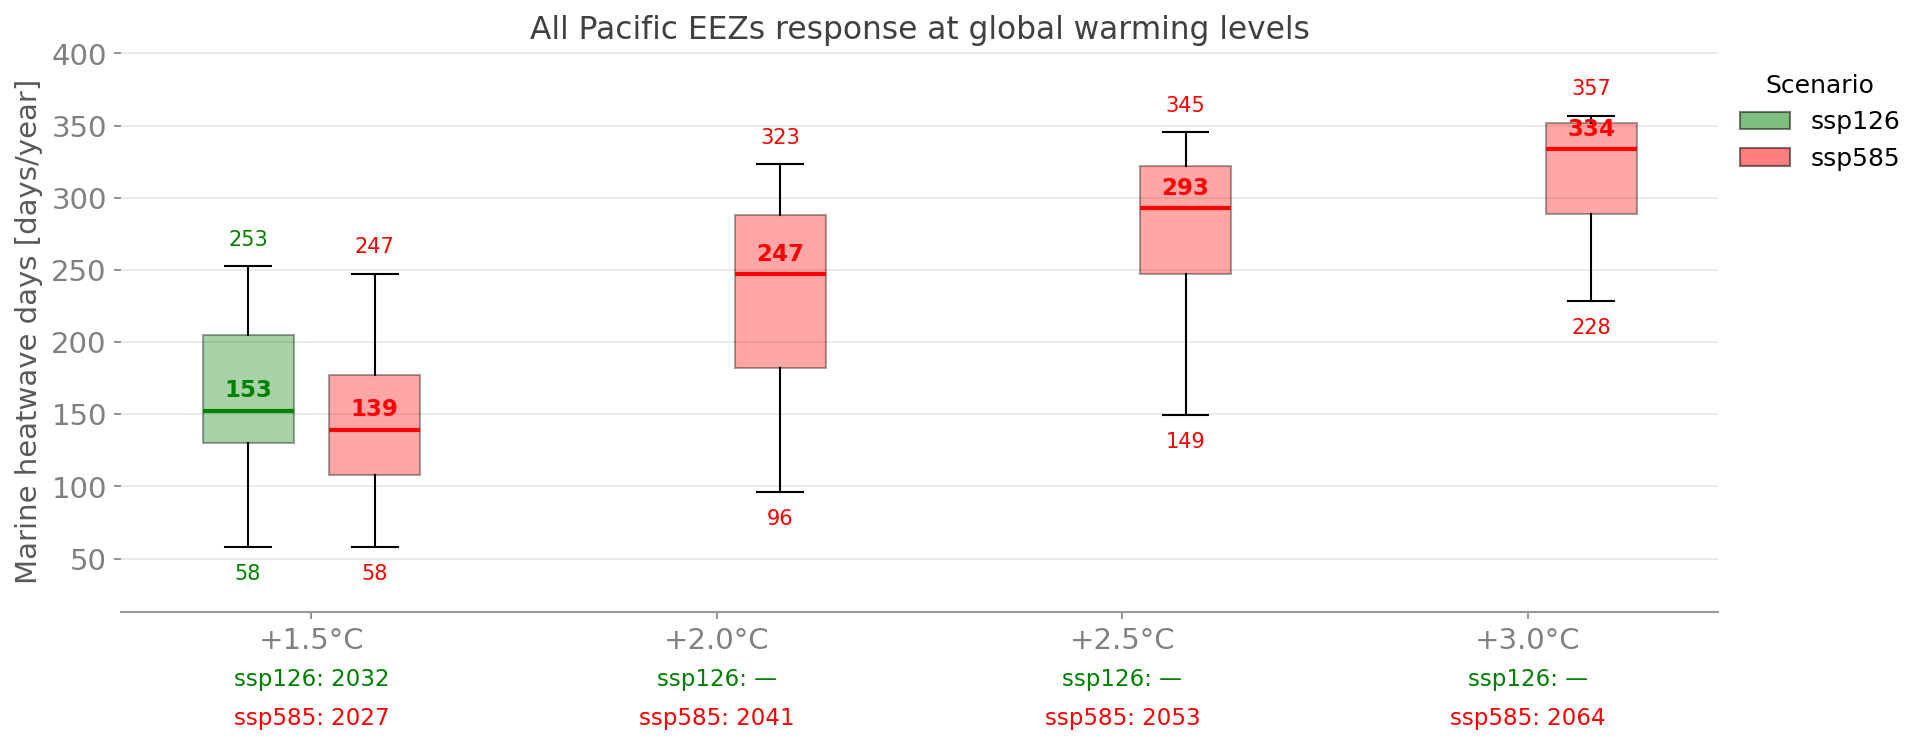 All Pacific EEZs response at global warming levels
Marine heatwave days [days/year]
400
350
300
250
200
150
100
50
253
153
58
247
139
58
323
247
96
345
293
149
357
334
228
Scenario
ssp126
ssp585
+1.5°C
+2.0°C
+2.5°C
+3.0°C
ssp126: 2032
ssp126: —
ssp126: —
ssp126: —
ssp585: 2027
ssp585: 2041
ssp585: 2053
ssp585: 2064